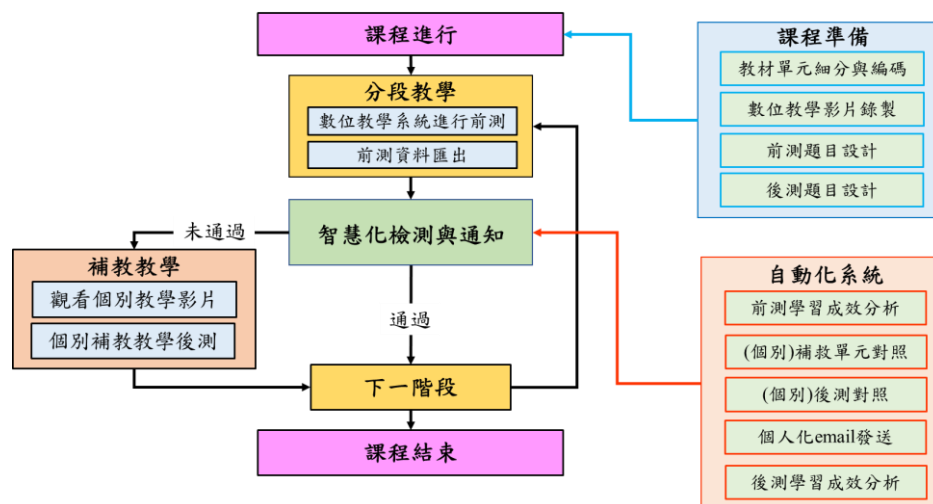 課程進行
分段教學
數位教學系統進行前測
前測資料匯出
智慧化檢測與通知
未通過
補教教學
觀看個別教學影片
個別補教教學後測
通過
下一階段
課程結束
課程準備
教材單元細分與編碼
數位教學影片錄製
前測題目設計
後測題目設計
自動化系統
前測學習成效分析
(個別)補救單元對照
(個別)後測對照
個人化email發送
後測學習成效分析